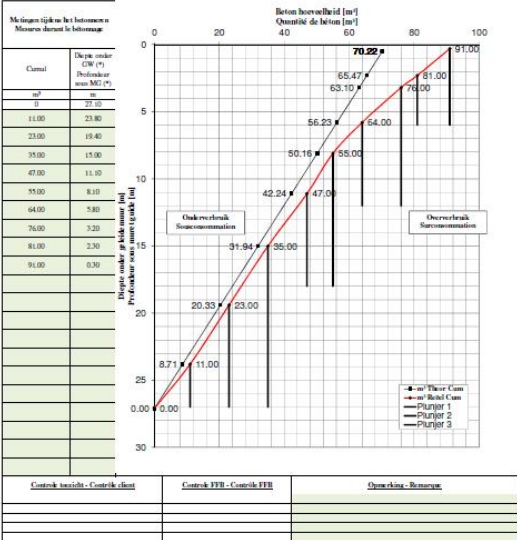 Metingen tijdens het betonneren
Mesures durant le bétonnage
Cumul
Diepte onder
GW (*)
Profondeur
sous MG (*)
m³
m
0 27.10
11.00 23.80
23.00 19.40
35.00 15.00
47.00 11.10
55.00 8.10
64.00 5.80
76.00 3.20
81.00 2.30
91.00 0.30
Beton hoeveelheid [m³]
Quantité de béton [m³]
0 20 40 60 80 100
Diepte onder geleidemuur [m]
Profondeur sous muret guide [m]
0
5
10
15
20
25
30
70.22
91.00
65.47
81.00
63.10
76.00
56.23
64.00
50.16
55.00
42.24
47.00
Onderverbruik
Sousconsommation
Oververbruik
Surconsommation
31.94
35.00
20.33
23.00
8.71
11.00
0.00
0.00
m³ Theor Cum
m³ Reëel Cum
Plunjer 1
Plunjer 2
Plunjer 3
Controle toezicht - Contrôle client
Controle FFB - Contrôle FFB
Opmerking - Remarque